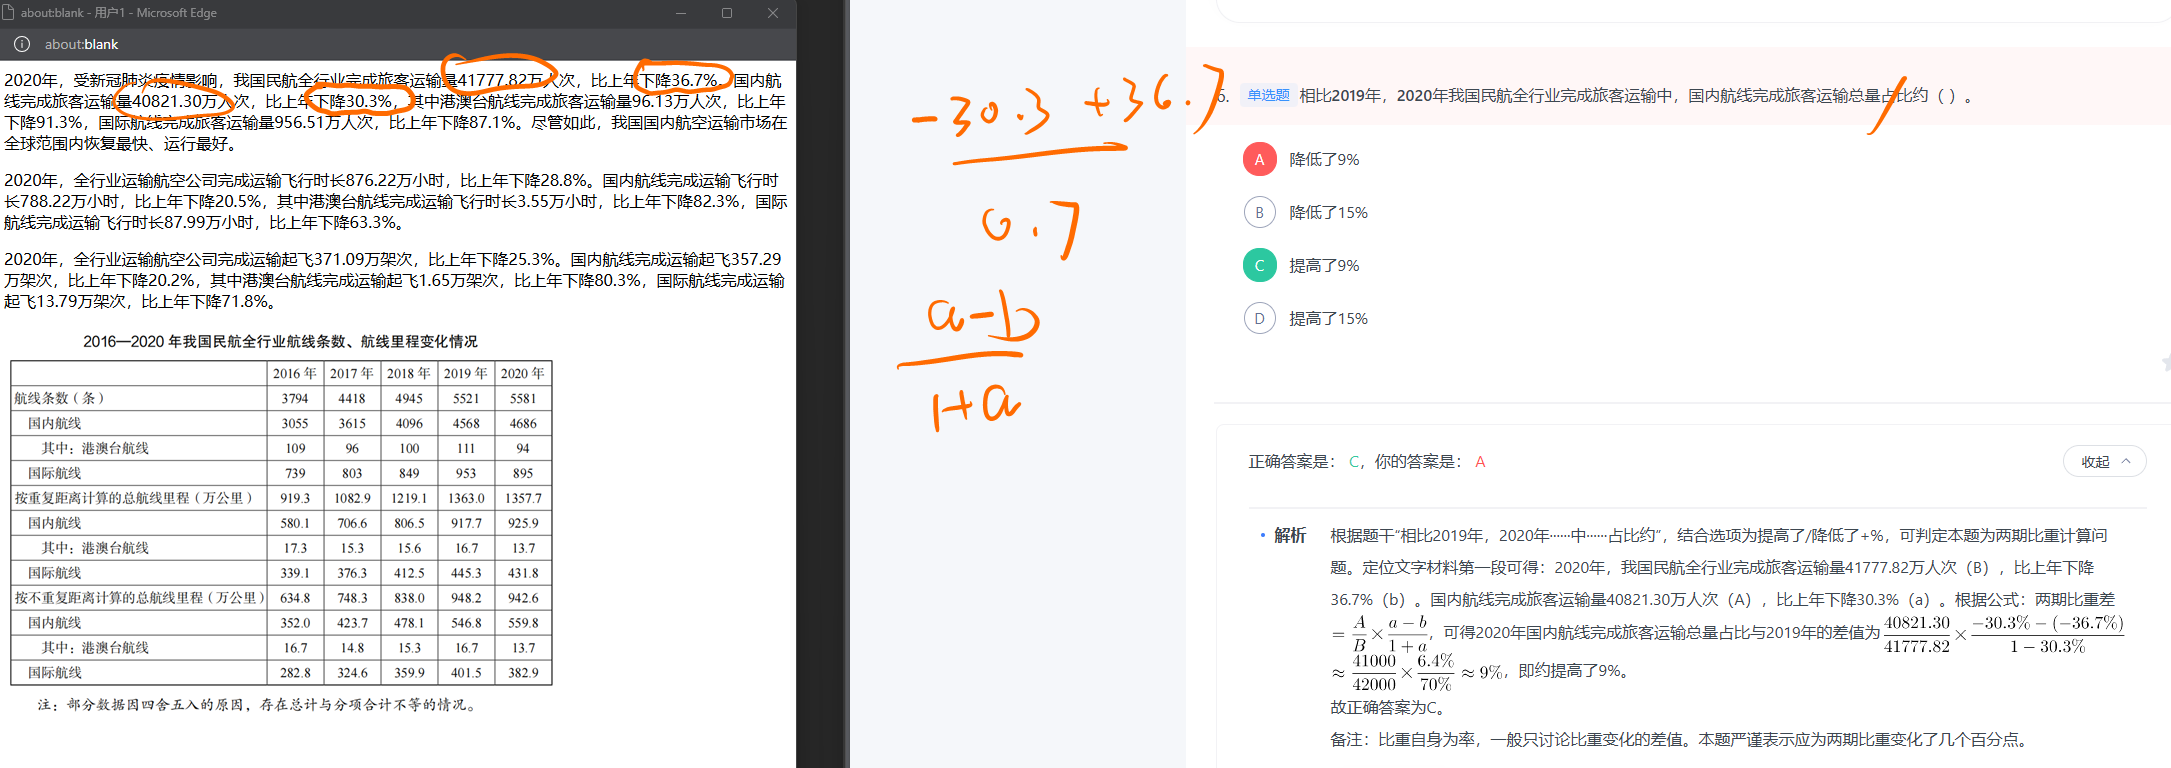 about:blank - 用户1 - Microsoft Edge
about:blank
2020年，受新冠肺炎疫情影响，我国民航全行业完成旅客运输量41777.82万人次，比上年下降36.7%。国内航
线完成旅客运输量40821.30万人次，比上年下降30.3%，其中港澳台航线完成旅客运输量96.13万人次，比上年
下降91.3%，国际航线完成旅客运输量956.51万人次，比上年下降87.1%。尽管如此，我国国内航空运输市场在
全球范围内恢复最快、运行最好。
2020年，全行业运输航空公司完成运输飞行时长876.22万小时，比上年下降28.8%。国内航线完成运输飞行时
长788.22万小时，比上年下降20.5%，其中港澳台航线完成运输飞行时长3.55万小时，比上年下降82.3%，国际
航线完成运输飞行时长87.99万小时，比上年下降63.3%。
2020年，全行业运输航空公司完成运输起飞371.09万架次，比上年下降25.3%。国内航线完成运输起飞357.29
万架次，比上年下降20.2%，其中港澳台航线完成运输起飞1.65万架次，比上年下降80.3%，国际航线完成运输
起飞13.79万架次，比上年下降71.8%。
2016—2020 年我国民航全行业航线条数、航线里程变化情况
2016 年 2017 年 2018 年 2019 年 2020 年
航线条数（条） 3794 4418 4945 5521 5581
国内航线 3055 3615 4096 4568 4686
其中：港澳台航线 109 96 100 111 94
国际航线 739 803 849 953 895
按重复距离计算的总航线里程（万公里） 919.3 1082.9 1219.1 1363.0 1357.7
国内航线 580.1 706.6 806.5 917.7 925.9
其中：港澳台航线 17.3 15.3 15.6 16.7 13.7
国际航线 339.1 376.3 412.5 445.3 431.8
按不重复距离计算的总航线里程（万公里） 634.8 748.3 838.0 948.2 942.6
国内航线 352.0 423.7 478.1 546.8 559.8
其中：港澳台航线 16.7 14.8 15.3 16.7 13.7
国际航线 282.8 324.6 359.9 401.5 382.9
注：部分数据因四舍五入的原因，存在总计与分项合计不等的情况。
-30.3 +36.7
0.7
a-b
1+a
6. 单选题 相比2019年，2020年我国民航全行业完成旅客运输中，国内航线完成旅客运输总量占比约（ ）。
A 降低了9%
B 降低了15%
C 提高了9%
D 提高了15%
正确答案是： C，你的答案是： A
收起
解析 根据题干“相比2019年，2020年······中······占比约”，结合选项为提高了/降低了+%，可判定本题为两期比重计算问
题。定位文字材料第一段可得：2020年，我国民航全行业完成旅客运输量41777.82万人次（B），比上年下降
36.7%（b）。国内航线完成旅客运输量40821.30万人次（A），比上年下降30.3%（a）。根据公式：两期比重差
= A/B × (a − b)/(1 + a)，可得2020年国内航线完成旅客运输总量占比与2019年的差值为 40821.30/41777.82 × (−30.3% − (−36.7%))/(1 − 30.3%)
≈ 41000/42000 × 6.4%/70% ≈ 9%，即约提高了9%。
故正确答案为C。
备注：比重自身为率，一般只讨论比重变化的差值。本题严谨表示应为两期比重变化了几个百分点。